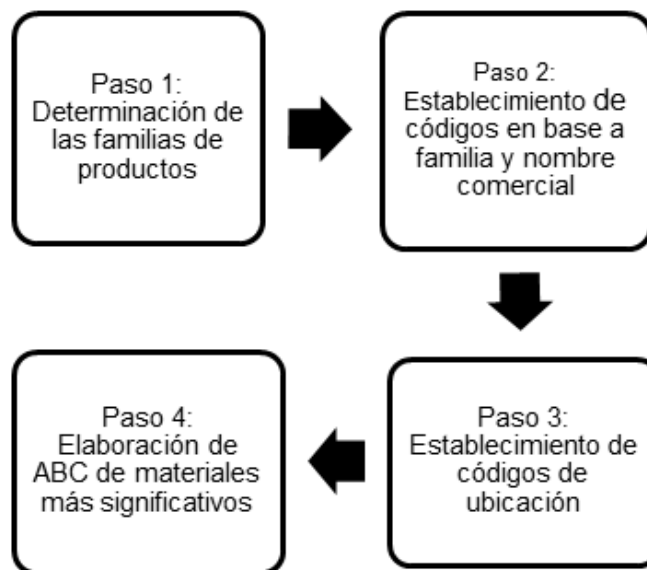 Paso 1:
Determinación de
las familias de
productos
Paso 2:
Establecimiento de
códigos en base a
familia y nombre
comercial
Paso 3:
Establecimiento de
códigos de
ubicación
Paso 4:
Elaboración de
ABC de materiales
más significativos